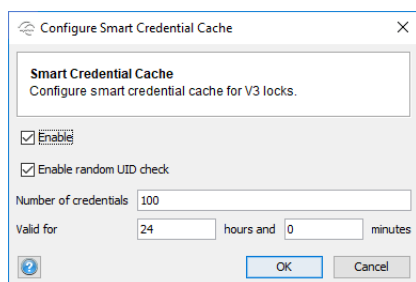 Configure Smart Credential Cache
Smart Credential Cache
Configure smart credential cache for V3 locks.
Enable
Enable random UID check
Number of credentials 100
Valid for 24 hours and 0 minutes
? OK Cancel